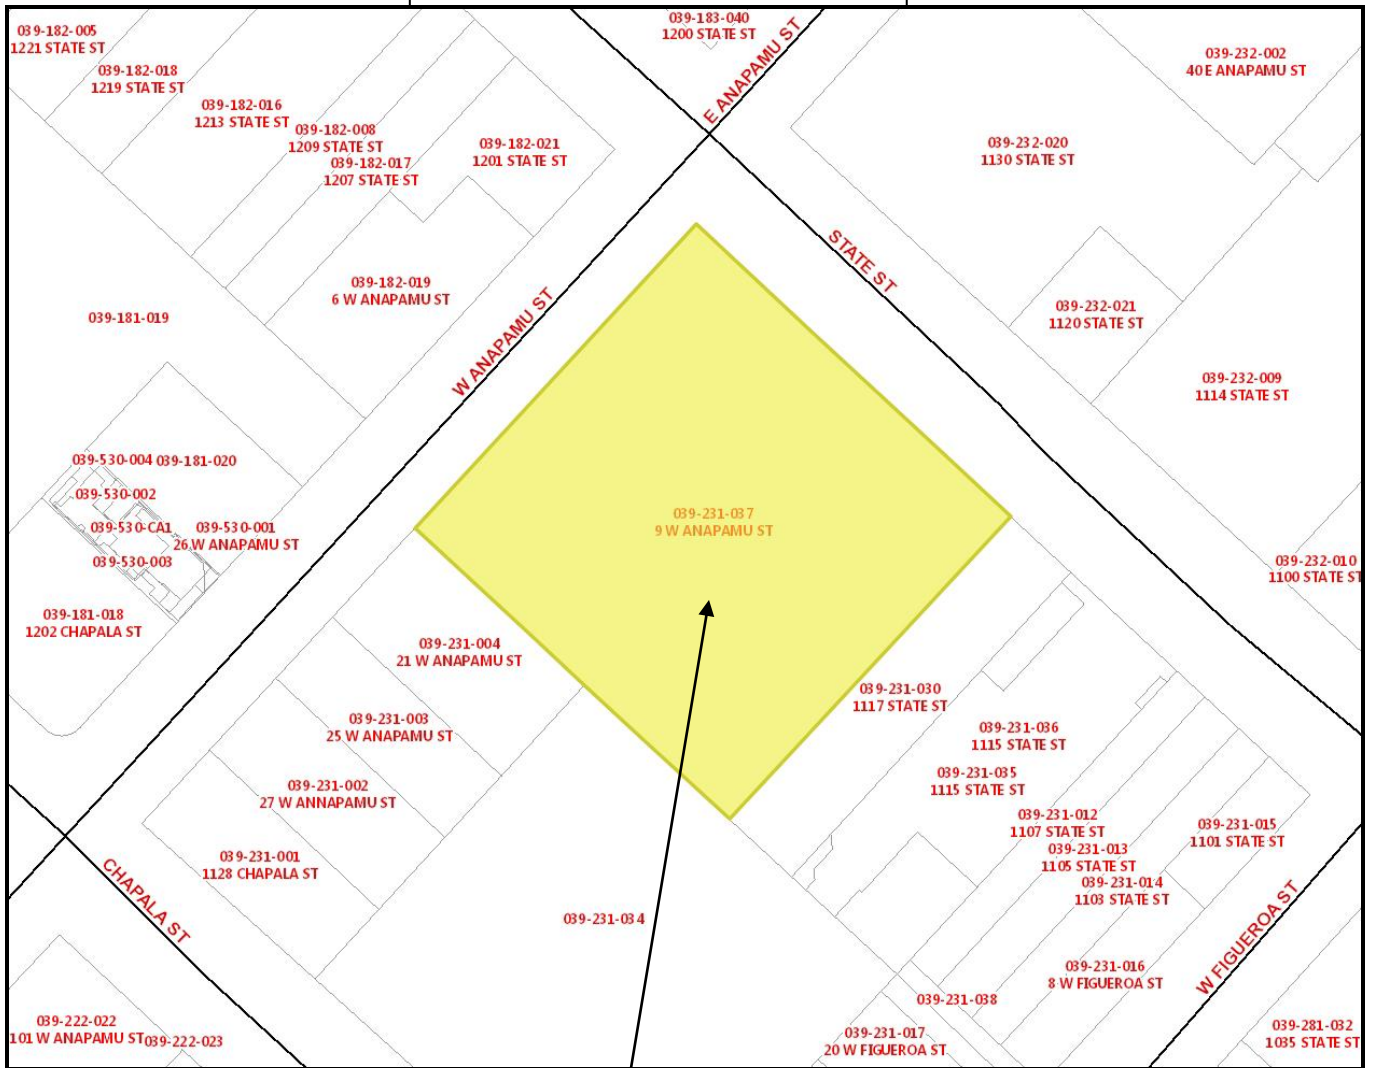 039-182-005
1221 STATE ST
039-182-018
1219 STATE ST
039-182-016
1213 STATE ST
039-182-008
1209 STATE ST
039-182-017
1207 STATE ST
039-182-021
1201 STATE ST
039-183-040
1200 STATE ST
E ANAPAMU ST
039-232-002
40 E ANAPAMU ST
039-232-020
1130 STATE ST
STATE ST
039-182-019
6 W ANAPAMU ST
W ANAPAMU ST
039-181-019
039-232-021
1120 STATE ST
039-232-009
1114 STATE ST
039-530-004
039-181-020
039-530-002
039-530-CA1
039-530-001
26 W ANAPAMU ST
039-530-003
039-231-037
9 W ANAPAMU ST
039-232-010
1100 STATE ST
039-181-018
1202 CHAPALA ST
039-231-004
21 W ANAPAMU ST
039-231-003
25 W ANAPAMU ST
039-231-002
27 W ANNAPAMU ST
039-231-001
1128 CHAPALA ST
CHAPALA ST
039-231-030
1117 STATE ST
039-231-036
1115 STATE ST
039-231-035
1115 STATE ST
039-231-012
1107 STATE ST
039-231-013
1105 STATE ST
039-231-014
1103 STATE ST
039-231-015
1101 STATE ST
W FIGUEROA ST
039-231-034
039-231-016
8 W FIGUEROA ST
039-231-038
039-231-017
20 W FIGUEROA ST
039-281-032
1035 STATE ST
039-222-022
101 W ANAPAMU ST
039-222-023